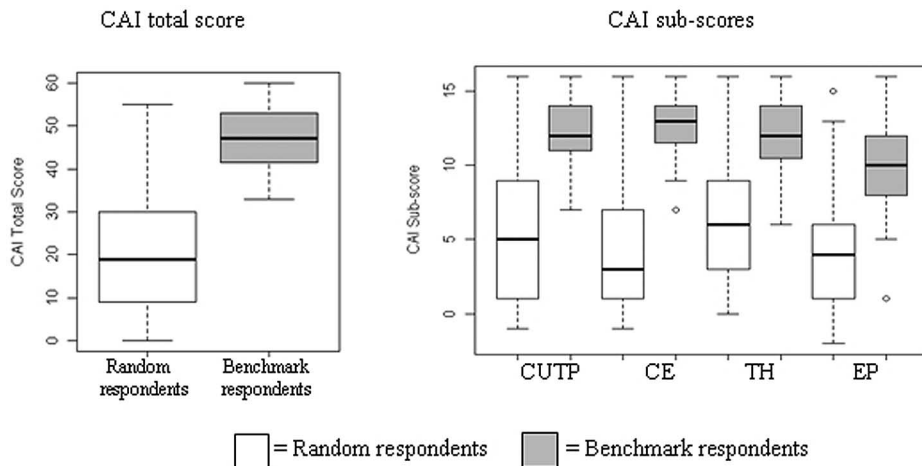 CAI total score
CAI sub-scores
CAI Total Score
60
50
40
30
20
10
0
Random respondents
Benchmark respondents
CAI Sub-score
15
10
5
0
CUTP
CE
TH
EP
= Random respondents
= Benchmark respondents